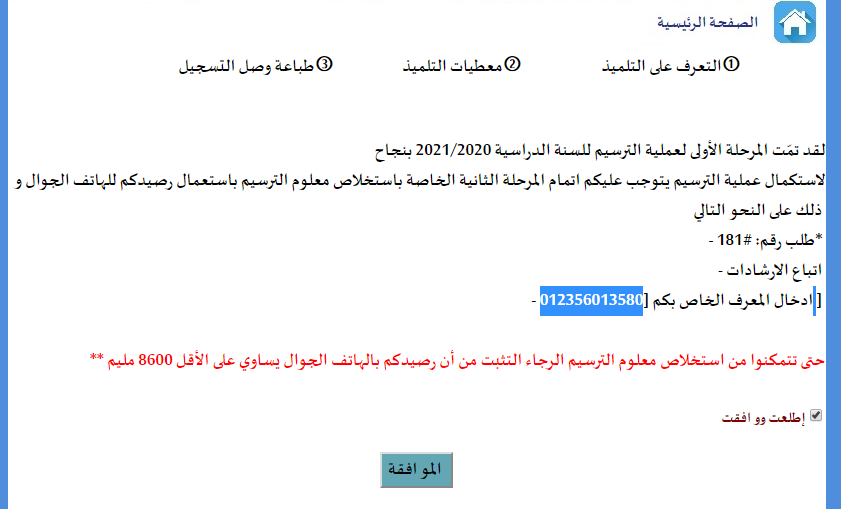 الصفحة الرئيسية
①التعرف على التلميذ
②معطيات التلميذ
③طباعة وصل التسجيل
لقد تمّت المرحلة الأولى لعملية الترسيم للسنة الدراسية 2021/2020 بنجاح
لاستكمال عملية الترسيم يتوجب عليكم اتمام المرحلة الثانية الخاصة باستخلاص معلوم الترسيم باستعمال رصيدكم للهاتف الجوال و
ذلك على النحو التالي
*طلب رقم: #181 -
اتباع الارشادات -
[ادخال المعرف الخاص بكم [012356013580 -
حتى تتمكنوا من استخلاص معلوم الترسيم الرجاء التثبت من أن رصيدكم بالهاتف الجوال يساوي على الأقل 8600 مليم **
إطلعت ووافقت
الموافقة